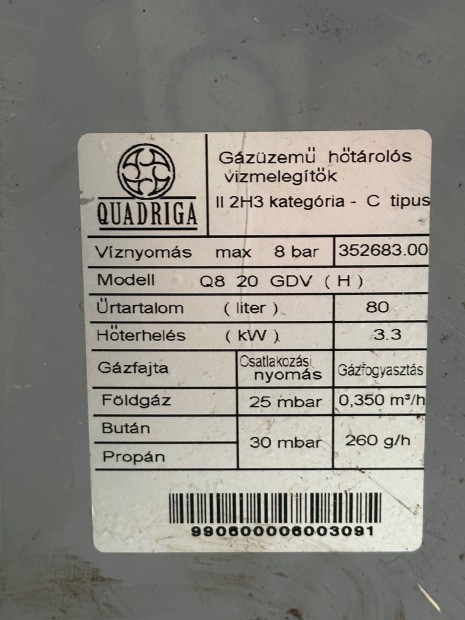 QUADRIGA
Gázüzemű hőtárolós
vizmelegítők
II 2H3 kategória - C tipus
Víznyomás max 8 bar 352683.00
Modell Q8 20 GDV ( H )
Űrtartalom ( liter ) 80
Hőterhelés ( kW ) 3.3
Gázfajta Csatlakozási nyomás Gázfogyasztás
Földgáz 25 mbar 0,350 m³/h
Bután
30 mbar 260 g/h
Propán
990600006003091